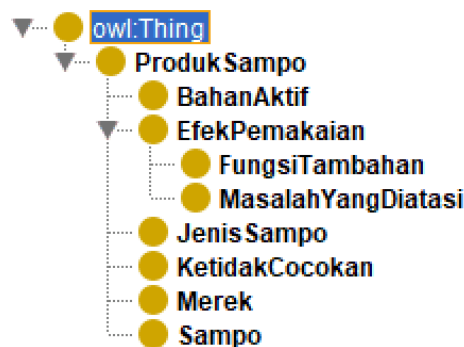 owl:Thing
ProdukSampo
BahanAktif
EfekPemakaian
FungsiTambahan
MasalahYangDiatasi
JenisSampo
KetidakCocokan
Merek
Sampo